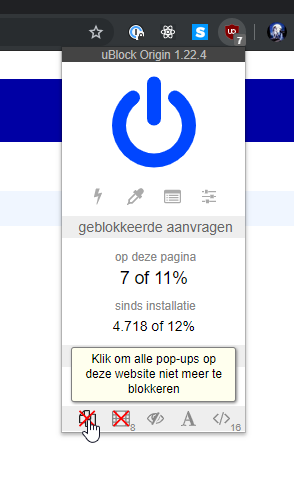 7
uBlock Origin 1.22.4
geblokkeerde aanvragen
op deze pagina
7 of 11%
sinds installatie
4.718 of 12%
Klik om alle pop-ups op
deze website niet meer te
blokkeren
8
A
</>
16